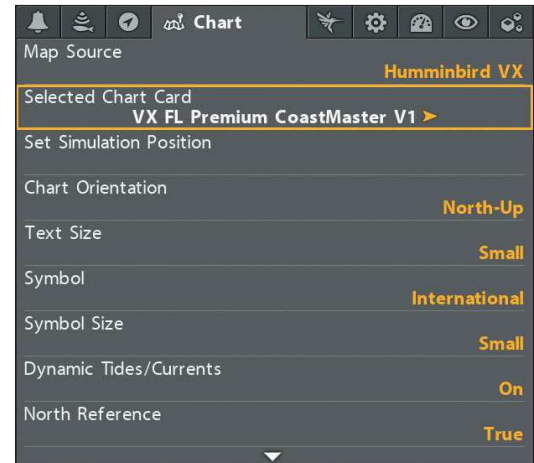 Chart
Map Source
Humminbird VX
Selected Chart Card
VX FL Premium CoastMaster V1
Set Simulation Position
Chart Orientation
North-Up
Text Size
Small
Symbol
International
Symbol Size
Small
Dynamic Tides/Currents
On
North Reference
True